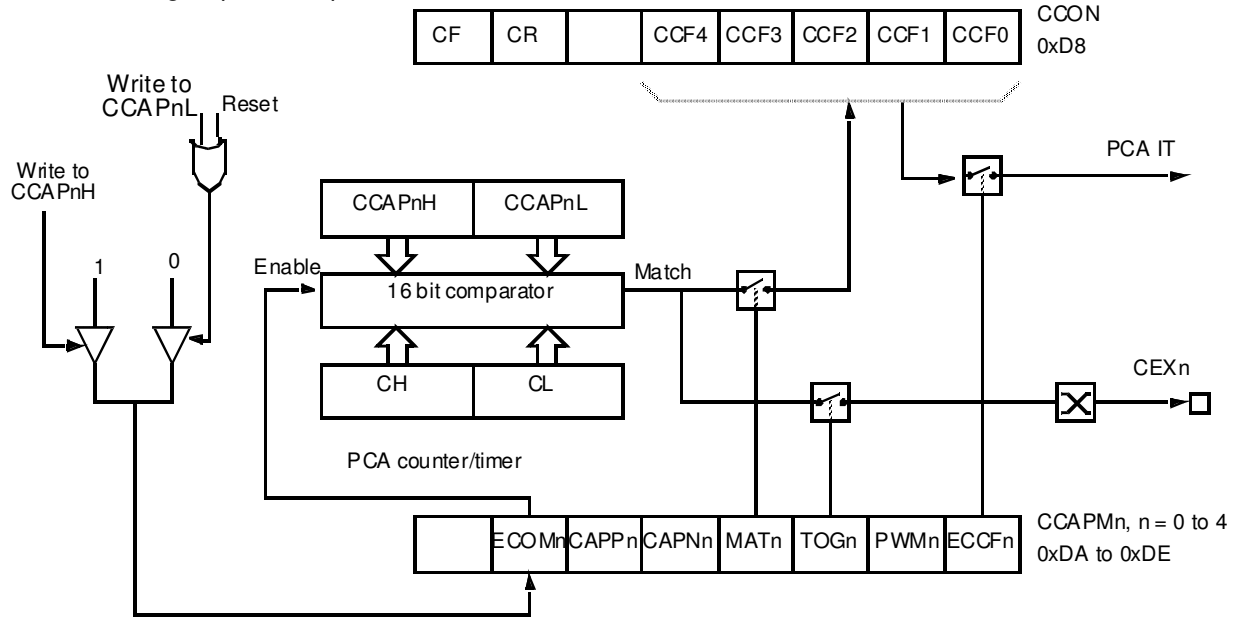 CF CR CCF4 CCF3 CCF2 CCF1 CCF0
CCON
0xD8
Write to
CCAPnL
Reset
Write to
CCAPnH
PCA IT
CCAPnH CCAPnL
1
0
Enable
16 bit comparator
Match
CH CL
CEXn
PCA counter/timer
ECOMn CAPPn CAPNn MATn TOGn PWMn ECCFn
CCAPMn, n = 0 to 4
0xDA to 0xDE